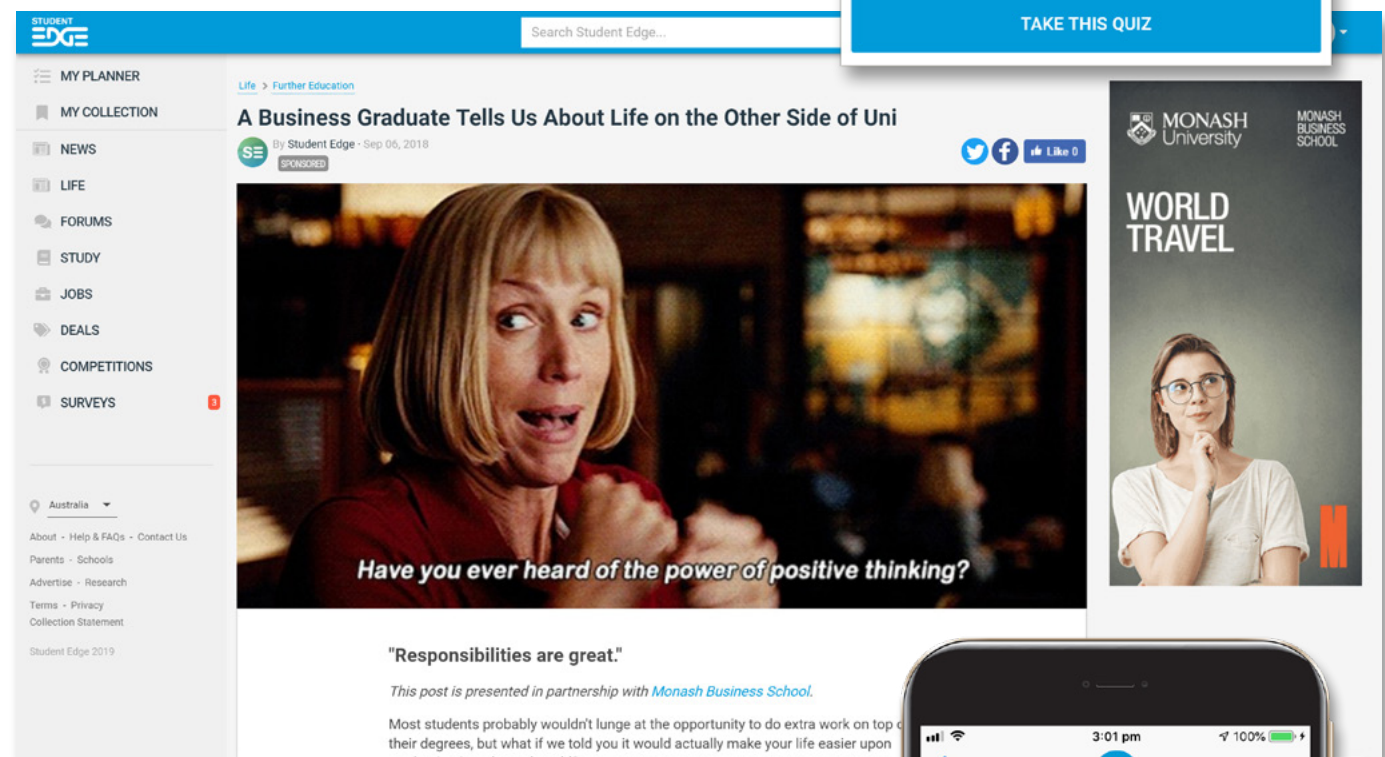 TAKE THIS QUIZ
STUDENT
EDGE
Search Student Edge...
MY PLANNER
MY COLLECTION
NEWS
LIFE
FORUMS
STUDY
JOBS
DEALS
COMPETITIONS
SURVEYS
3
Australia
About - Help & FAQs - Contact Us
Parents - Schools
Advertise - Research
Terms - Privacy
Collection Statement
Student Edge 2019
Life > Further Education
A Business Graduate Tells Us About Life on the Other Side of Uni
SE
By Student Edge - Sep 06, 2018
SPONSORED
Like 0
Have you ever heard of the power of positive thinking?
"Responsibilities are great."
This post is presented in partnership with Monash Business School.
Most students probably wouldn't lunge at the opportunity to do extra work on top
their degrees, but what if we told you it would actually make your life easier upon
MONASH
University
MONASH
BUSINESS
SCHOOL
WORLD
TRAVEL
M
3:01 pm
100%